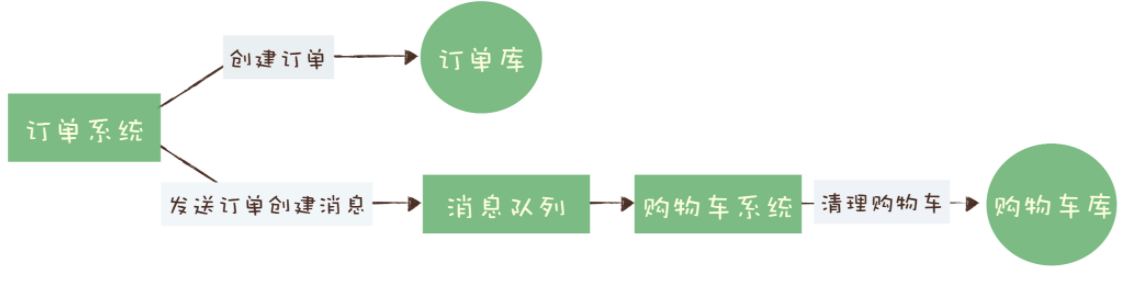 创建订单
订单库
订单系统
发送订单创建消息
消息队列
购物车系统
清理购物车
购物车库